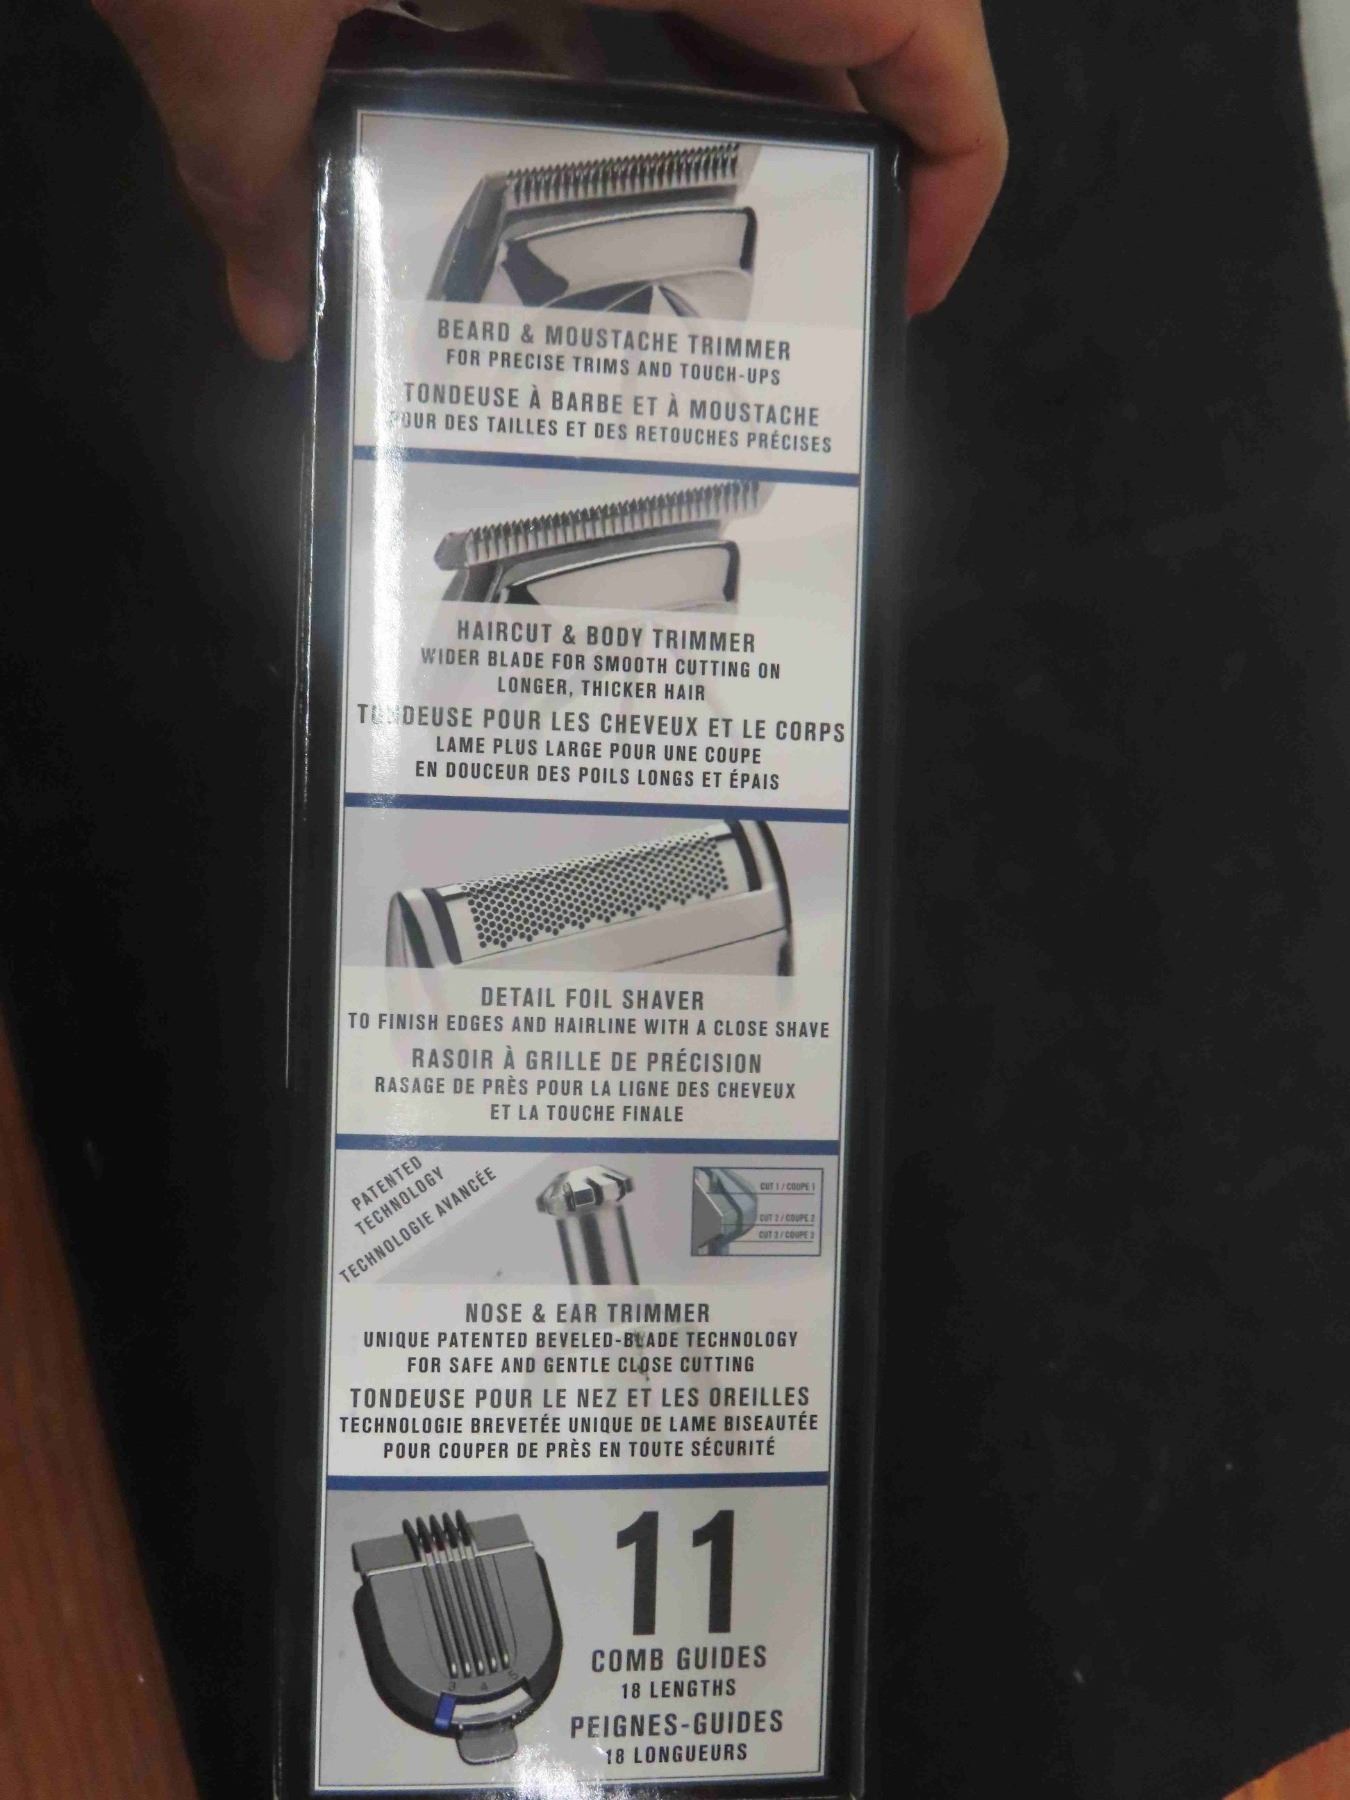 BEARD & MOUSTACHE TRIMMER
FOR PRECISE TRIMS AND TOUCH-UPS
TONDEUSE À BARBE ET À MOUSTACHE
POUR DES TAILLES ET DES RETOUCHES PRÉCISES
HAIRCUT & BODY TRIMMER
WIDER BLADE FOR SMOOTH CUTTING ON
LONGER, THICKER HAIR
TONDEUSE POUR LES CHEVEUX ET LE CORPS
LAME PLUS LARGE POUR UNE COUPE
EN DOUCEUR DES POILS LONGS ET ÉPAIS
DETAIL FOIL SHAVER
TO FINISH EDGES AND HAIRLINE WITH A CLOSE SHAVE
RASOIR À GRILLE DE PRÉCISION
RASAGE DE PRÈS POUR LA LIGNE DES CHEVEUX
ET LA TOUCHE FINALE
PATENTED
TECHNOLOGY
TECHNOLOGIE AVANCÉE
CUT 1 / COUPE 1
CUT 2 / COUPE 2
CUT 3 / COUPE 3
NOSE & EAR TRIMMER
UNIQUE PATENTED BEVELED-BLADE TECHNOLOGY
FOR SAFE AND GENTLE CLOSE CUTTING
TONDEUSE POUR LE NEZ ET LES OREILLES
TECHNOLOGIE BREVETÉE UNIQUE DE LAME BISEAUTÉE
POUR COUPER DE PRÈS EN TOUTE SÉCURITÉ
11
COMB GUIDES
18 LENGTHS
PEIGNES-GUIDES
18 LONGUEURS
3 4 5